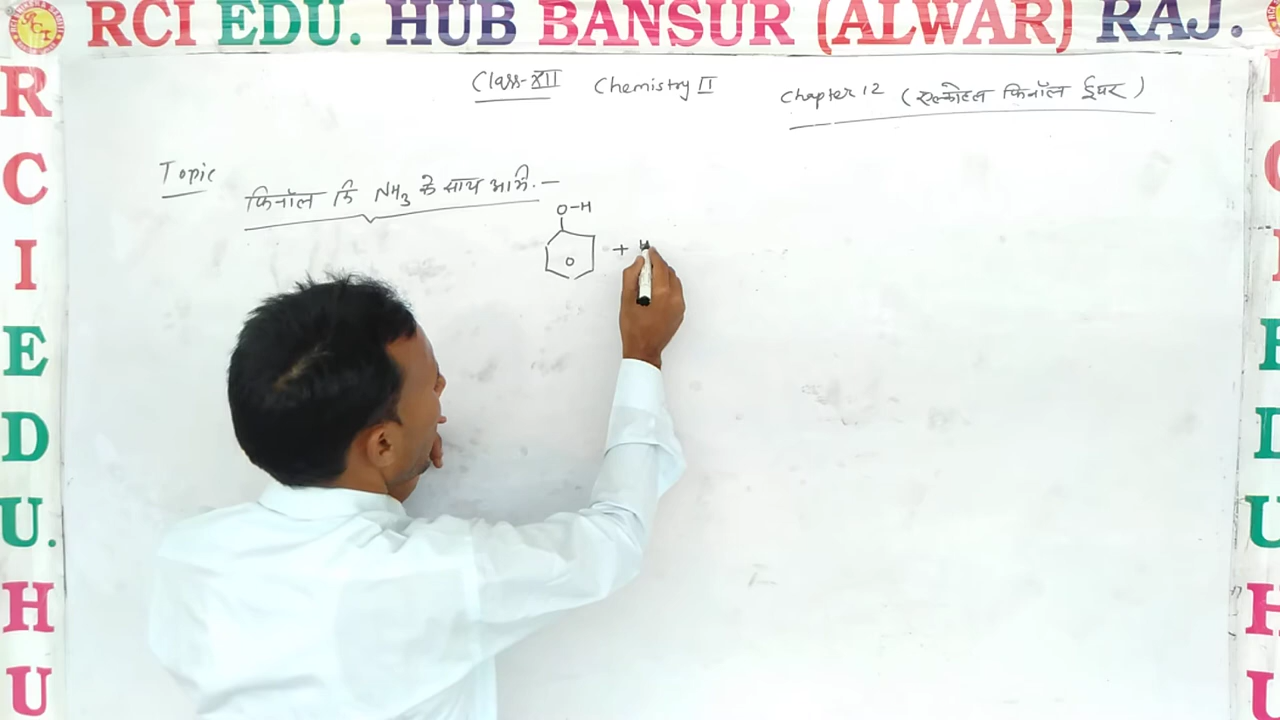 RCI EDU. HUB BANSUR (ALWAR) RAJ.
R
C
I
E
D
U.
H
U
Class-XII Chemistry II Chapter 12 (एल्कोहल फिनॉल ईथर)
Topic
फिनॉल कि NH3 के साथ अभि. —
O-H
+ H